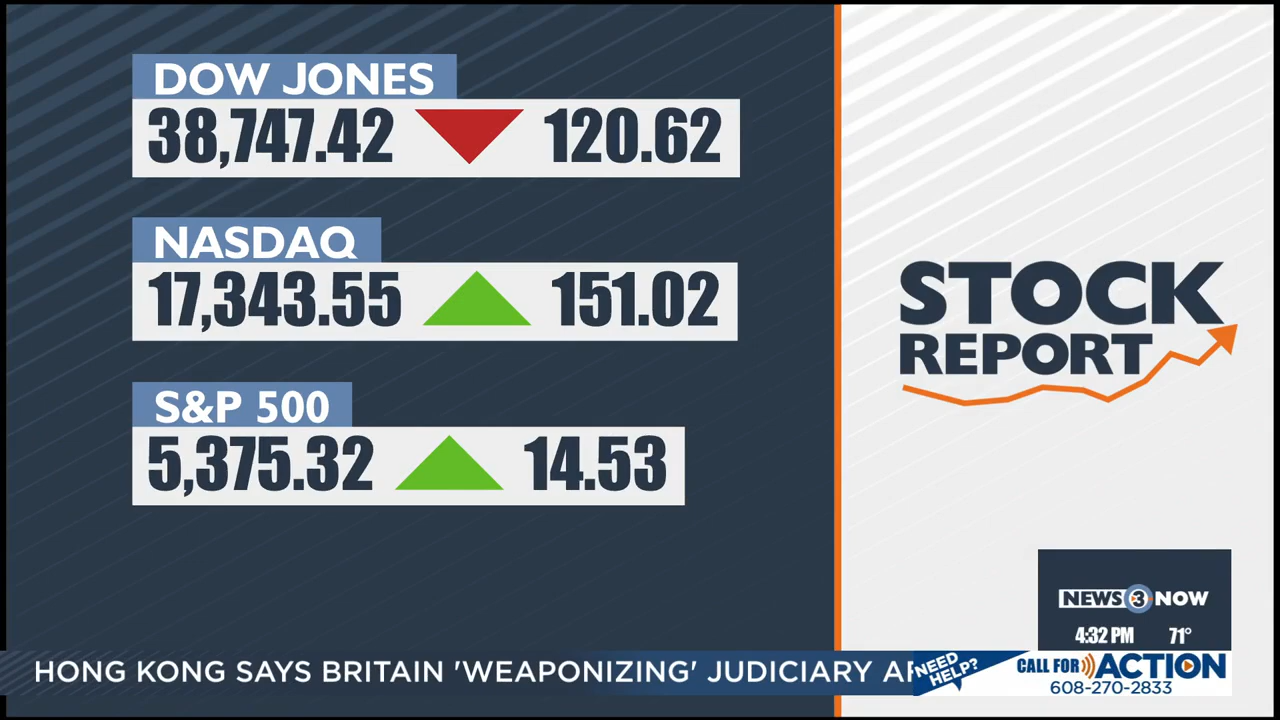 DOW JONES
38,747.42 120.62
NASDAQ
17,343.55 151.02
S&P 500
5,375.32 14.53
STOCK
REPORT
NEWS 3 NOW
4:32 PM 71°
HONG KONG SAYS BRITAIN 'WEAPONIZING' JUDICIARY
NEED
HELP?
CALL FOR ACTION
608-270-2833